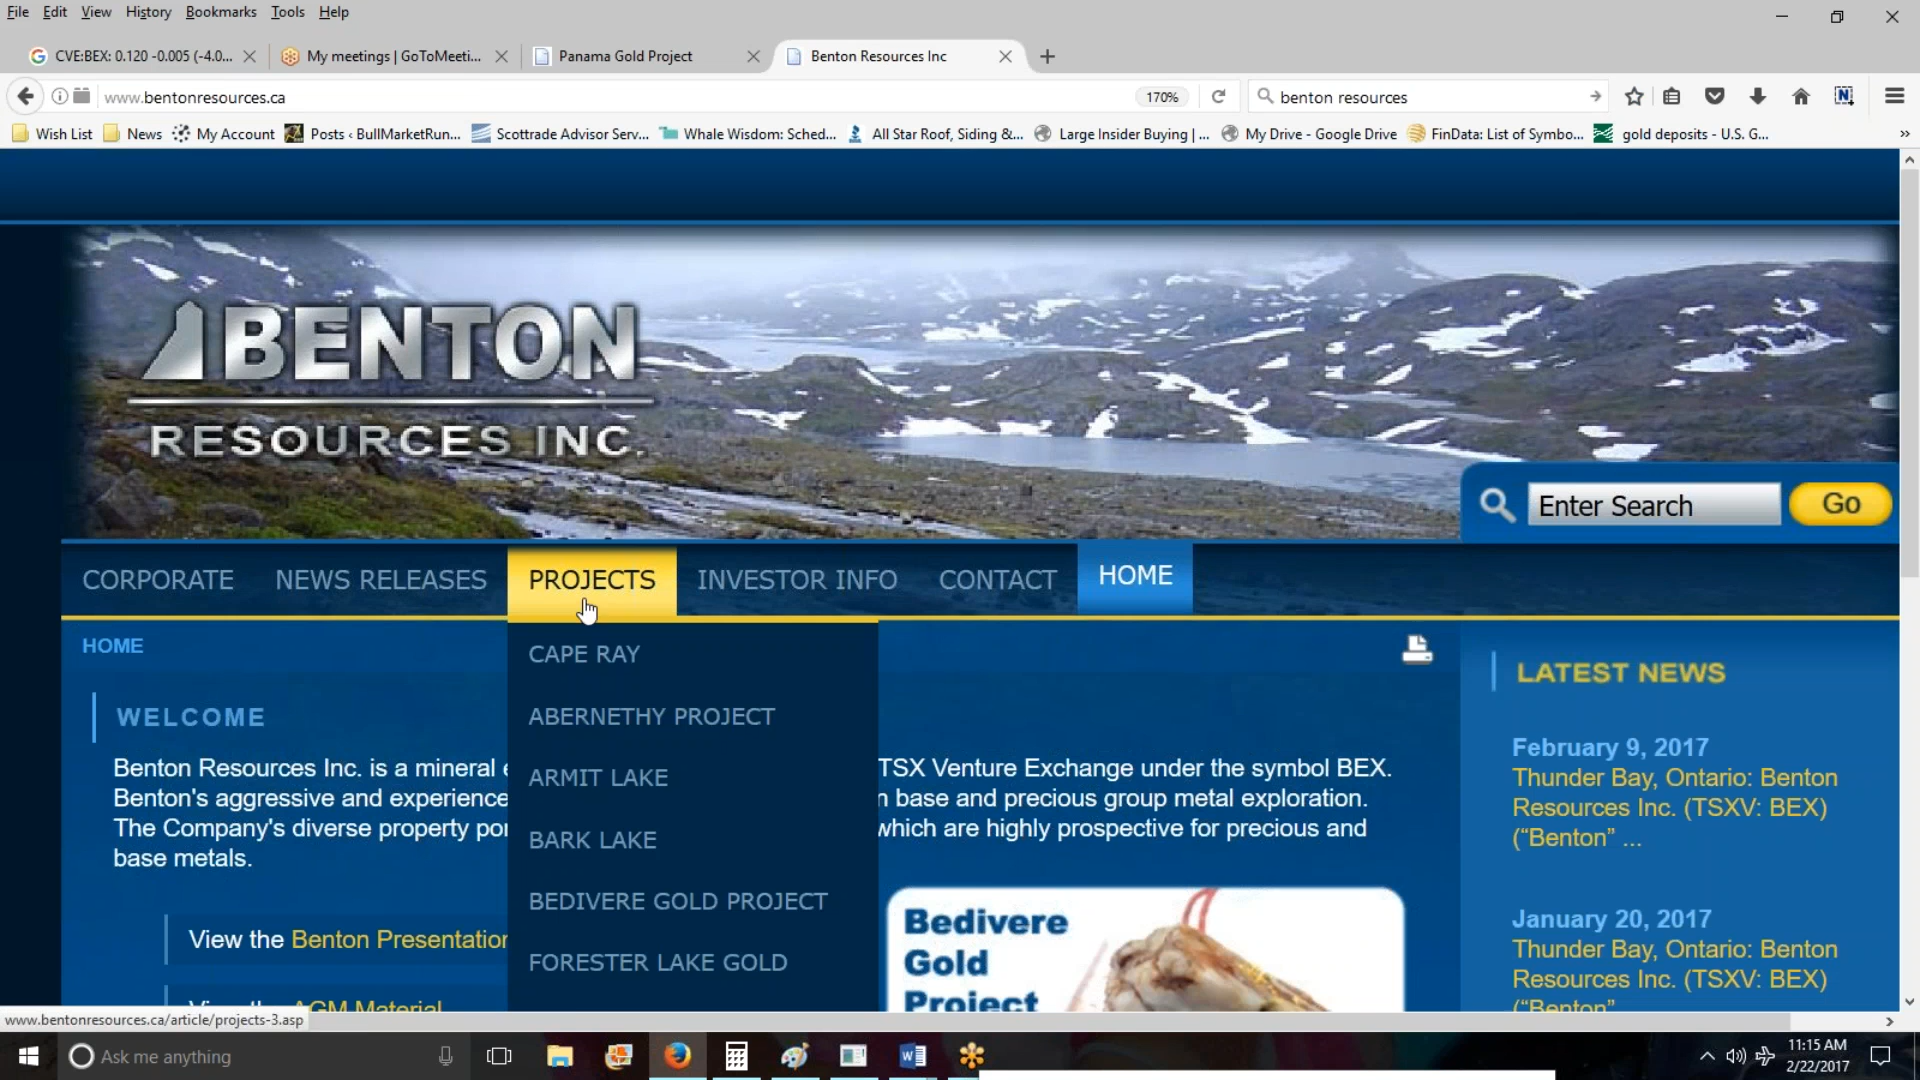 File Edit View History Bookmarks Tools Help
CVE:BEX: 0.120 -0.005 (-4.0...
My meetings | GoToMeeti...
Panama Gold Project
Benton Resources Inc
www.bentonresources.ca
170%
benton resources
Wish List
News
My Account
Posts ‹ BullMarketRun...
Scottrade Advisor Serv...
Whale Wisdom: Sched...
All Star Roof, Siding &...
Large Insider Buying | ...
My Drive - Google Drive
FinData: List of Symbo...
gold deposits - U.S. G...
BENTON
RESOURCES INC.
Enter Search
Go
CORPORATE
NEWS RELEASES
PROJECTS
INVESTOR INFO
CONTACT
HOME
HOME
CAPE RAY
ABERNETHY PROJECT
ARMIT LAKE
BARK LAKE
BEDIVERE GOLD PROJECT
FORESTER LAKE GOLD
WELCOME
Benton Resources Inc. is a mineral TSX Venture Exchange under the symbol BEX.
Benton's aggressive and experience base and precious group metal exploration.
The Company's diverse property which are highly prospective for precious and
base metals.
View the Benton Presentation
View the AGM Material
Bedivere
Gold
Project
LATEST NEWS
February 9, 2017
Thunder Bay, Ontario: Benton
Resources Inc. (TSXV: BEX)
("Benton" ...
January 20, 2017
Thunder Bay, Ontario: Benton
Resources Inc. (TSXV: BEX)
("Benton"
www.bentonresources.ca/article/projects-3.asp
Ask me anything
11:15 AM
2/22/2017